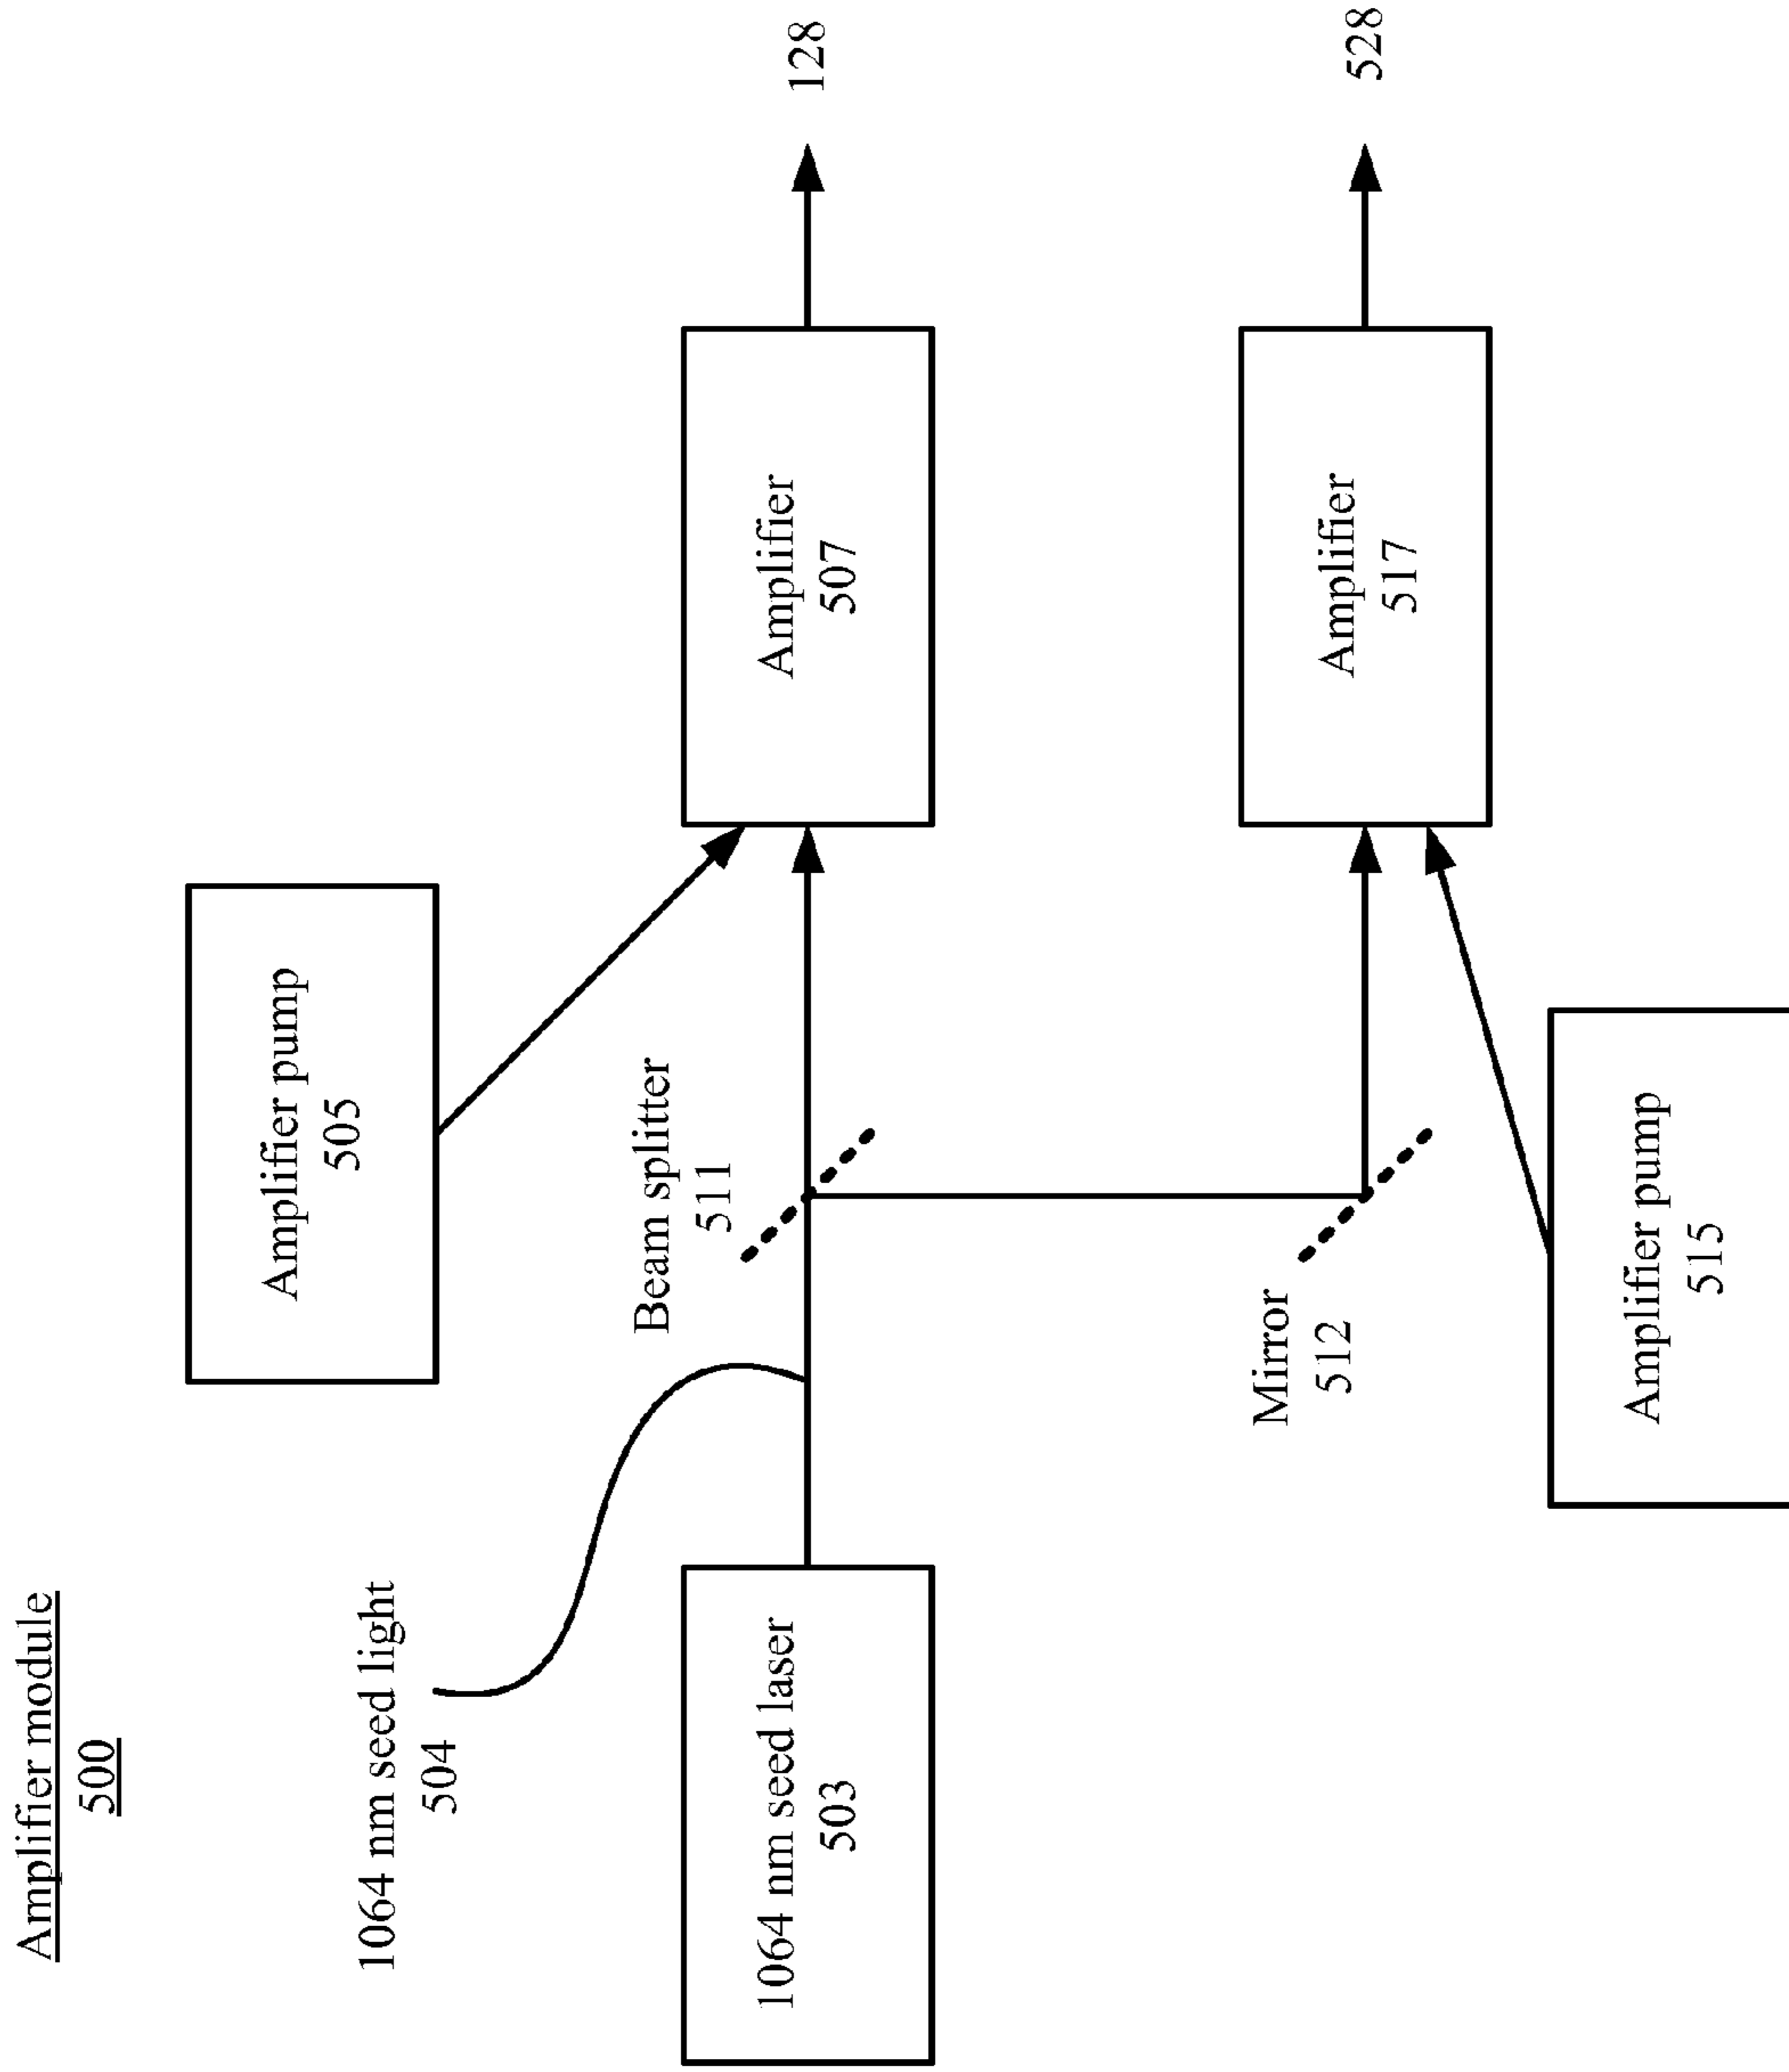 Amplifier module
500
1064 nm seed light
504
Amplifier pump
505
1064 nm seed laser
503
Beam splitter
511
Amplifier
507
128
Mirror
512
Amplifier
517
528
Amplifier pump
515